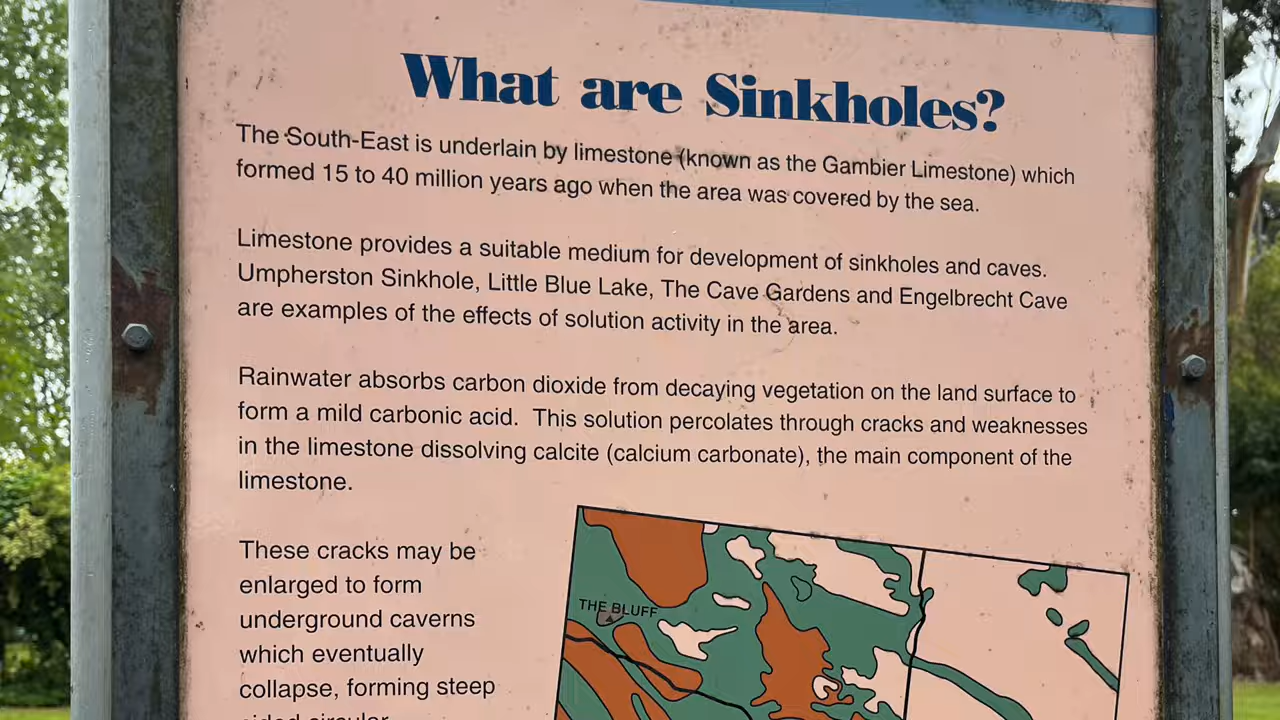 What are Sinkholes?
The South-East is underlain by limestone (known as the Gambier Limestone) which
formed 15 to 40 million years ago when the area was covered by the sea.
Limestone provides a suitable medium for development of sinkholes and caves.
Umpherston Sinkhole, Little Blue Lake, The Cave Gardens and Engelbrecht Cave
are examples of the effects of solution activity in the area.
Rainwater absorbs carbon dioxide from decaying vegetation on the land surface to
form a mild carbonic acid. This solution percolates through cracks and weaknesses
in the limestone dissolving calcite (calcium carbonate), the main component of the
limestone.
These cracks may be
enlarged to form
underground caverns
which eventually
collapse, forming steep
sided circular
THE BLUFF